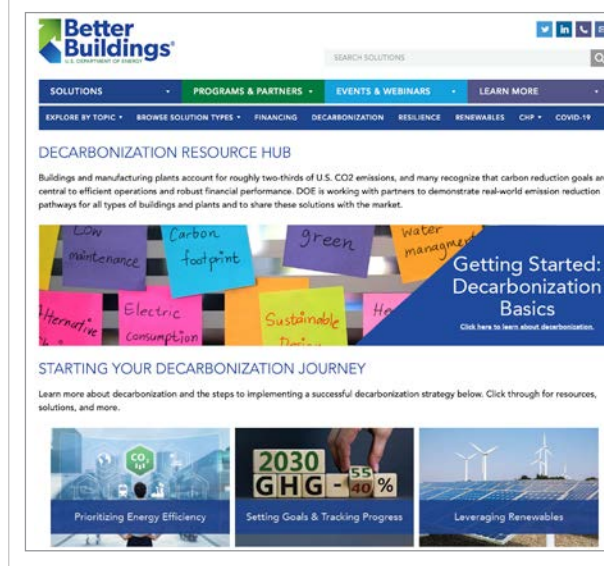 Better
Buildings®
U.S. DEPARTMENT OF ENERGY
SEARCH SOLUTIONS
SOLUTIONS
PROGRAMS & PARTNERS
EVENTS & WEBINARS
LEARN MORE
EXPLORE BY TOPIC
BROWSE SOLUTION TYPES
FINANCING
DECARBONIZATION
RESILIENCE
RENEWABLES
CHP
COVID-19
DECARBONIZATION RESOURCE HUB
Buildings and manufacturing plants account for roughly two-thirds of U.S. CO2 emissions, and many recognize that carbon reduction goals are
central to efficient operations and robust financial performance. DOE is working with partners to demonstrate real-world emission reduction
pathways for all types of buildings and plants and to share these solutions with the market.
Low
maintenance
Carbon
footprint
green
water
managment
Alternative
Electric
consumption
Sustainable
Design
He
Getting Started:
Decarbonization
Basics
Click here to learn about decarbonization.
STARTING YOUR DECARBONIZATION JOURNEY
Learn more about decarbonization and the steps to implementing a successful decarbonization strategy below. Click through for resources,
solutions, and more.
CO2
Prioritizing Energy Efficiency
2030
GHG-
55
40
%
Setting Goals & Tracking Progress
Leveraging Renewables